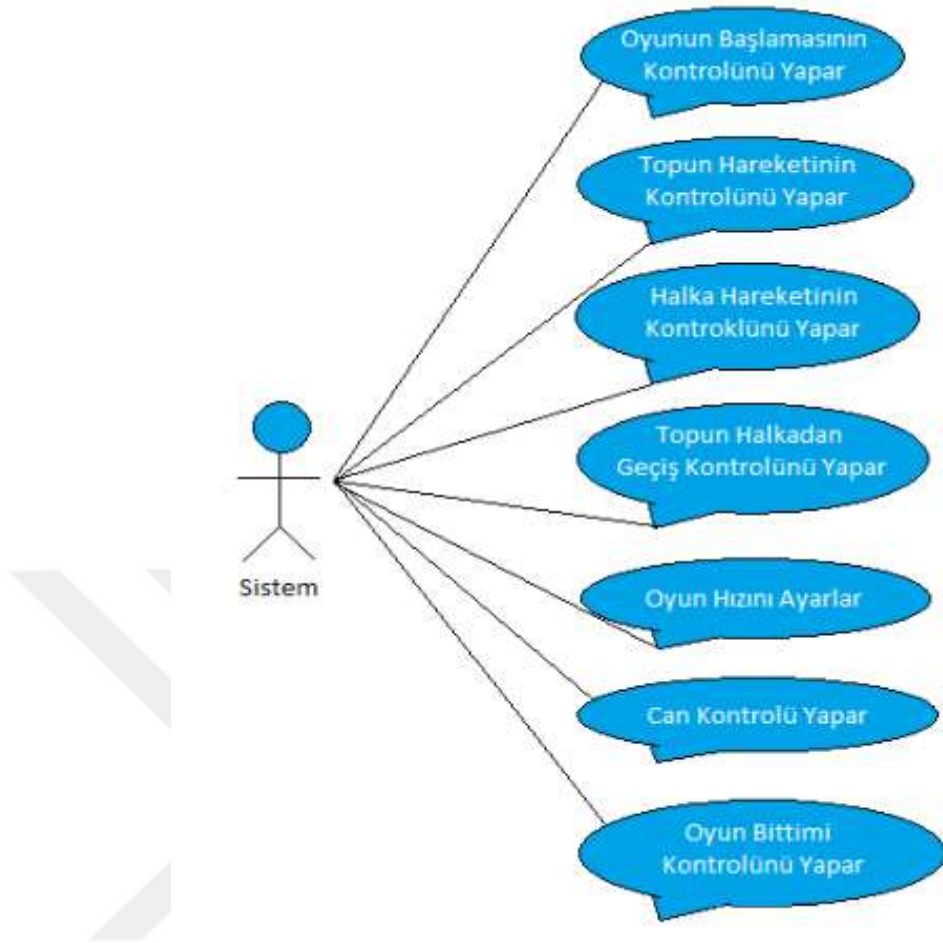 Oyunun Başlamasının
Kontrolünü Yapar
Topun Hareketinin
Kontrolünü Yapar
Halka Hareketinin
Kontroklünü Yapar
Topun Halkadan
Geçiş Kontrolünü Yapar
Sistem
Oyun Hızını Ayarlar
Can Kontrolü Yapar
Oyun Bittimi
Kontrolünü Yapar